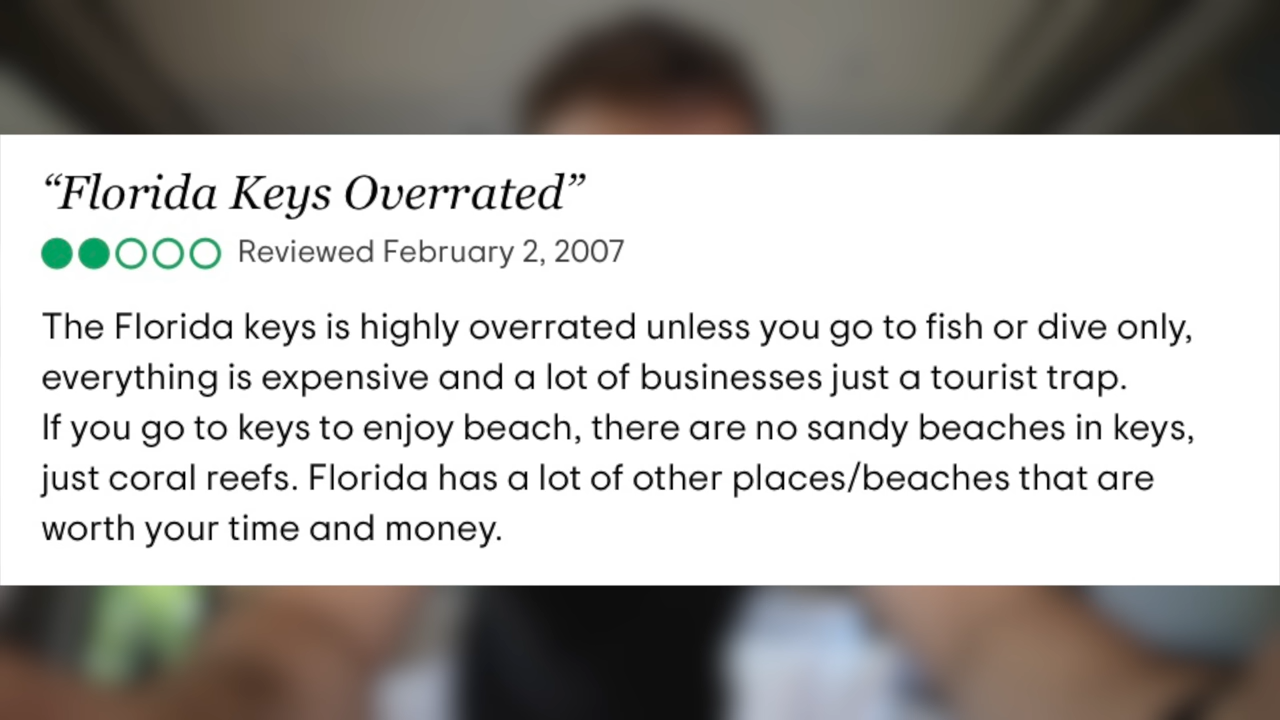 “Florida Keys Overrated”
Reviewed February 2, 2007
The Florida keys is highly overrated unless you go to fish or dive only,
everything is expensive and a lot of businesses just a tourist trap.
If you go to keys to enjoy beach, there are no sandy beaches in keys,
just coral reefs. Florida has a lot of other places/beaches that are
worth your time and money.